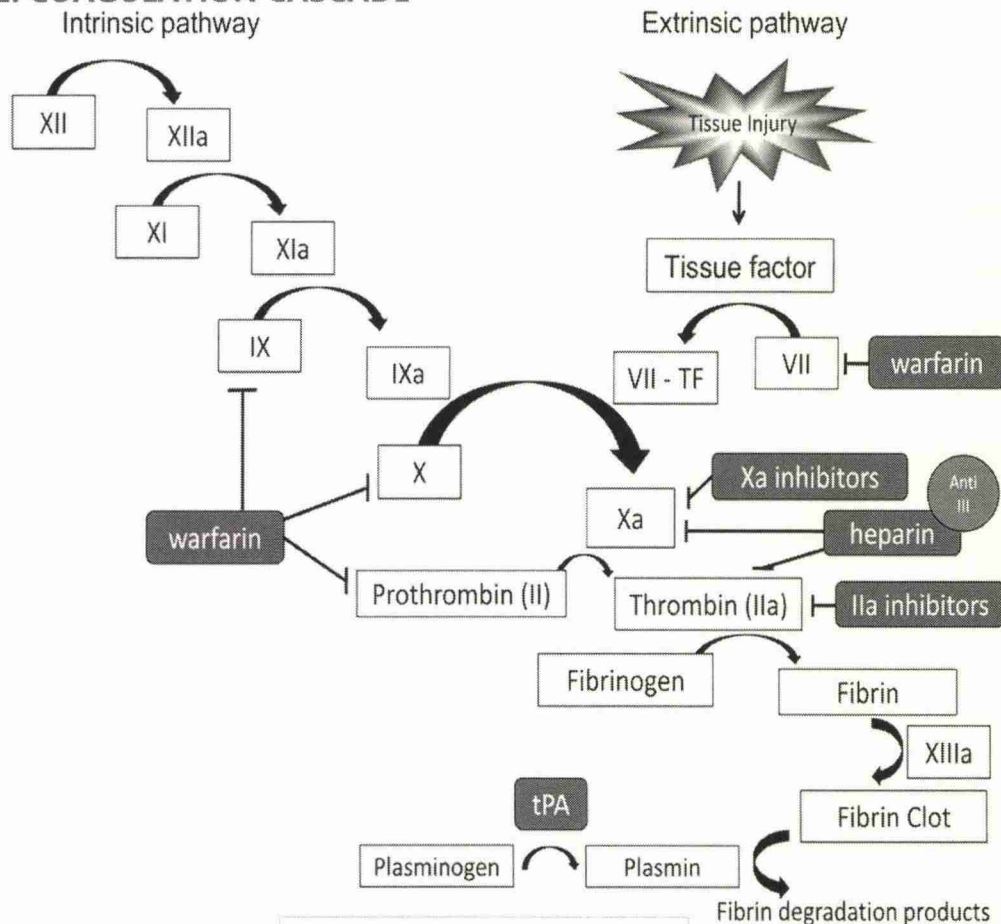 Intrinsic pathway
Extrinsic pathway
XII
XIIa
Tissue Injury
XI
XIa
Tissue factor
IX
IXa
VII - TF
VII
warfarin
X
Xa
Xa inhibitors
Anti
III
heparin
warfarin
Prothrombin (II)
Thrombin (IIa)
IIa inhibitors
Fibrinogen
Fibrin
XIIIa
tPA
Fibrin Clot
Plasminogen
Plasmin
Fibrin degradation products